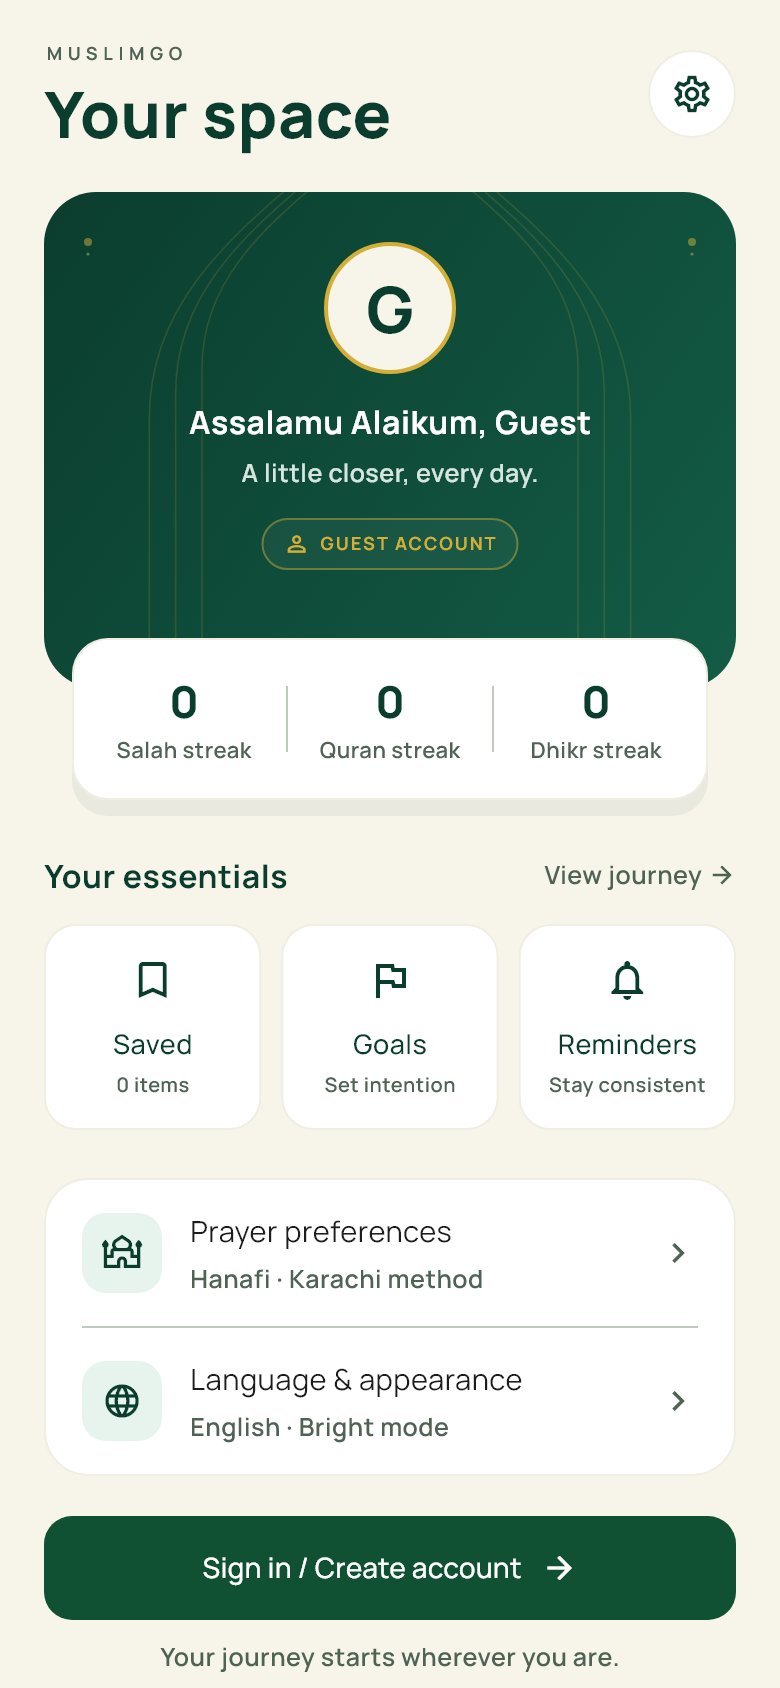 MUSLIMGO
Your space
G
Assalamu Alaikum, Guest
A little closer, every day.
GUEST ACCOUNT
0 0 0
Salah streak Quran streak Dhikr streak
Your essentials View journey →
Saved Goals Reminders
0 items Set intention Stay consistent
Prayer preferences
Hanafi · Karachi method
Language & appearance
English · Bright mode
Sign in / Create account →
Your journey starts wherever you are.